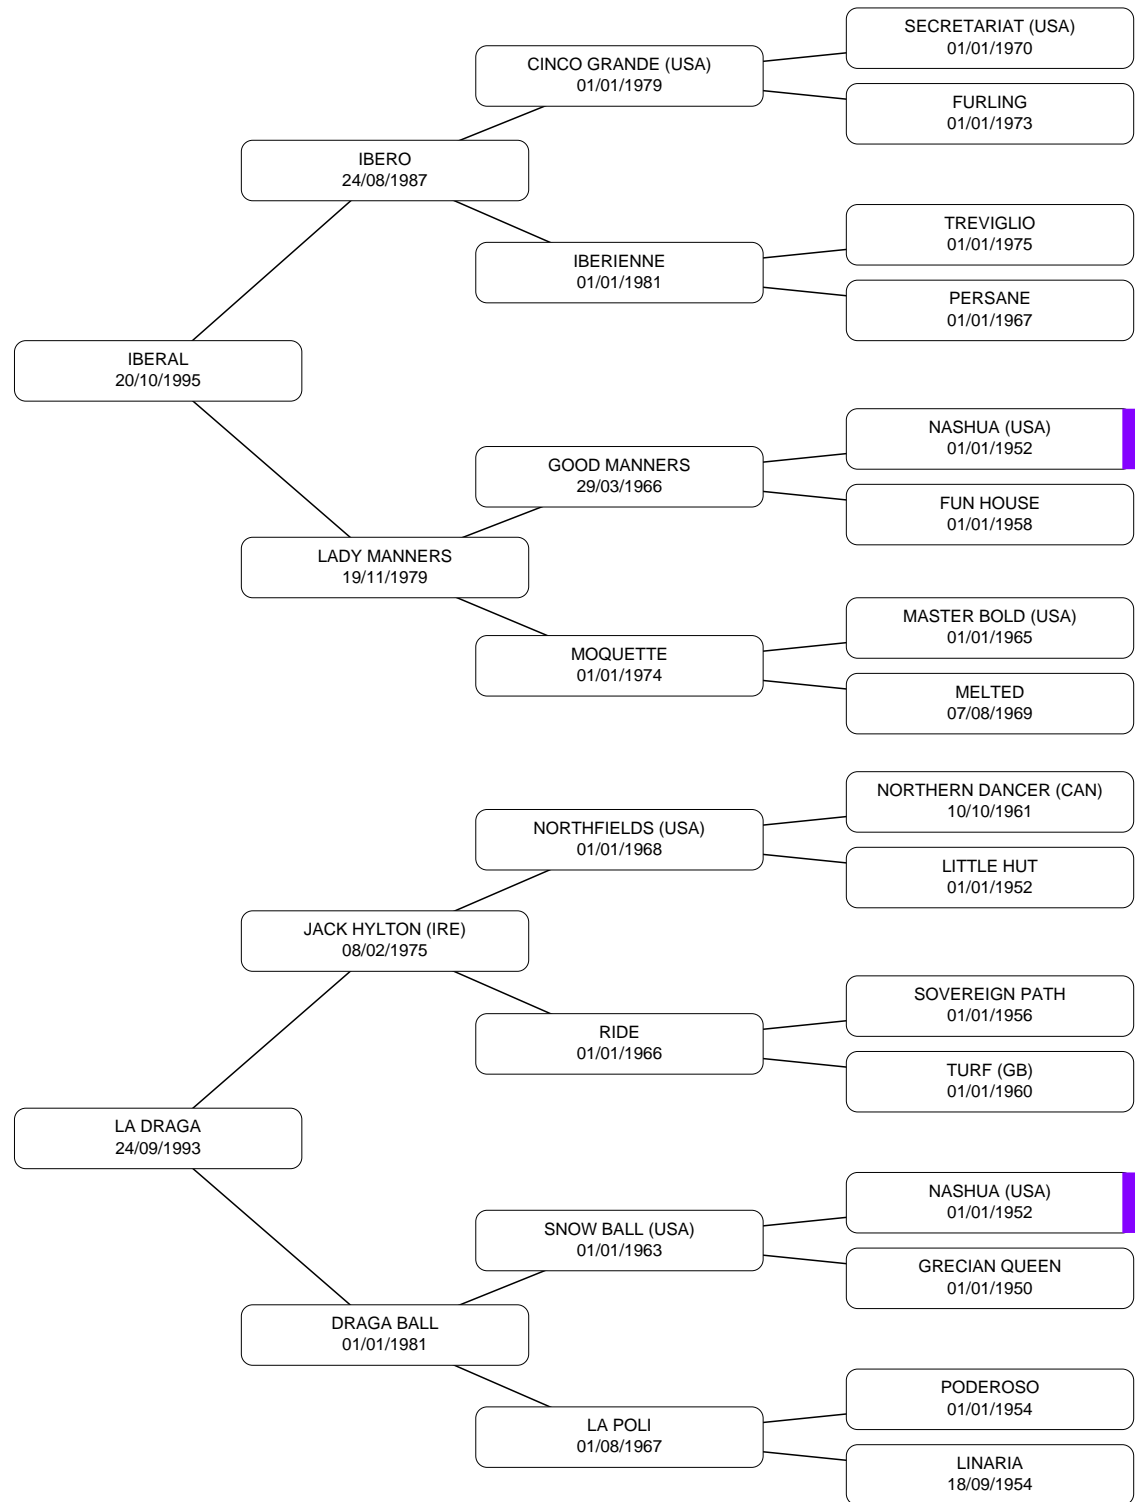 SECRETARIAT (USA)
01/01/1970
CINCO GRANDE (USA)
01/01/1979
FURLING
01/01/1973
IBERO
24/08/1987
TREVIGLIO
01/01/1975
IBERIENNE
01/01/1981
PERSANE
01/01/1967
IBERAL
20/10/1995
NASHUA (USA)
01/01/1952
GOOD MANNERS
29/03/1966
FUN HOUSE
01/01/1958
LADY MANNERS
19/11/1979
MASTER BOLD (USA)
01/01/1965
MOQUETTE
01/01/1974
MELTED
07/08/1969
NORTHERN DANCER (CAN)
10/10/1961
NORTHFIELDS (USA)
01/01/1968
LITTLE HUT
01/01/1952
JACK HYLTON (IRE)
08/02/1975
SOVEREIGN PATH
01/01/1956
RIDE
01/01/1966
TURF (GB)
01/01/1960
LA DRAGA
24/09/1993
NASHUA (USA)
01/01/1952
SNOW BALL (USA)
01/01/1963
GRECIAN QUEEN
01/01/1950
DRAGA BALL
01/01/1981
PODEROSO
01/01/1954
LA POLI
01/08/1967
LINARIA
18/09/1954